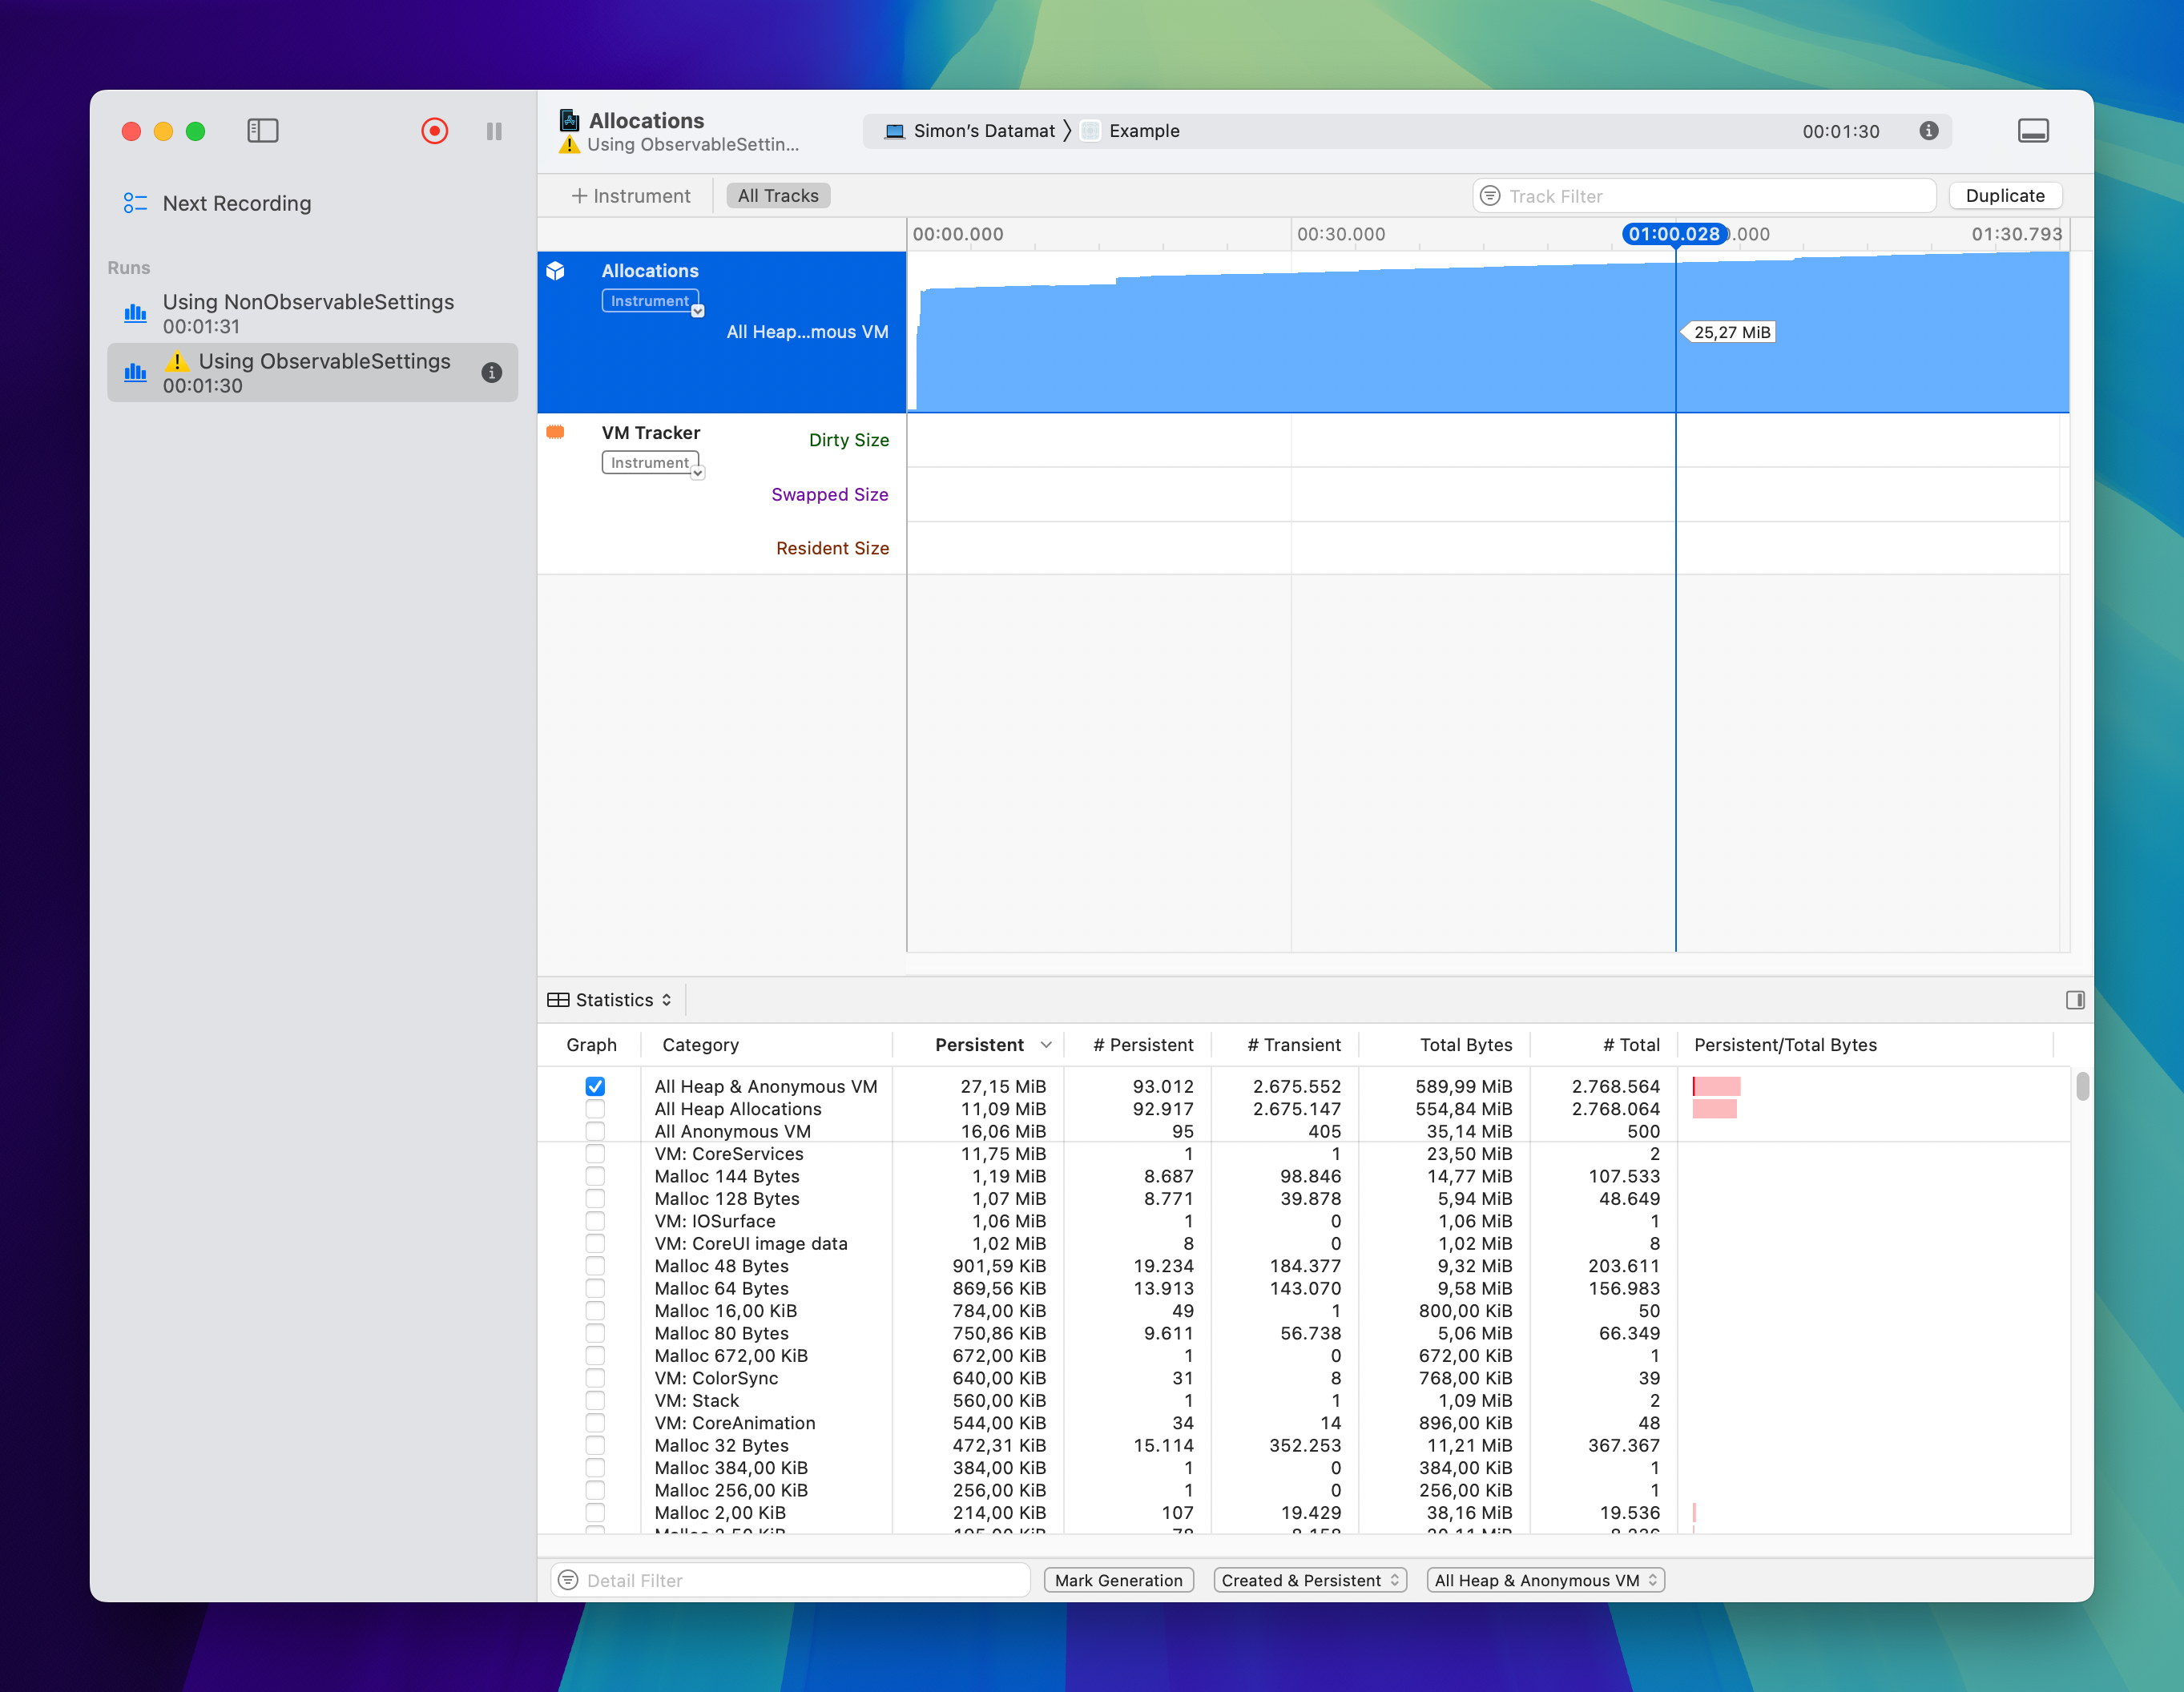 Allocations
Using ObservableSettin...
Simon's Datamat
Example
00:01:30
Next Recording
Runs
Using NonObservableSettings
00:01:31
Using ObservableSettings
00:01:30
Instrument
All Tracks
Track Filter
Duplicate
00:00.000
00:30.000
01:00.028
0.000
01:30.793
Allocations
Instrument
All Heap...mous VM
25,27 MiB
VM Tracker
Instrument
Dirty Size
Swapped Size
Resident Size
Statistics
Graph Category Persistent # Persistent # Transient Total Bytes # Total Persistent/Total Bytes
All Heap & Anonymous VM 27,15 MiB 93.012 2.675.552 589,99 MiB 2.768.564
All Heap Allocations 11,09 MiB 92.917 2.675.147 554,84 MiB 2.768.064
All Anonymous VM 16,06 MiB 95 405 35,14 MiB 500
VM: CoreServices 11,75 MiB 1 1 23,50 MiB 2
Malloc 144 Bytes 1,19 MiB 8.687 98.846 14,77 MiB 107.533
Malloc 128 Bytes 1,07 MiB 8.771 39.878 5,94 MiB 48.649
VM: IOSurface 1,06 MiB 1 0 1,06 MiB 1
VM: CoreUI image data 1,02 MiB 8 0 1,02 MiB 8
Malloc 48 Bytes 901,59 KiB 19.234 184.377 9,32 MiB 203.611
Malloc 64 Bytes 869,56 KiB 13.913 143.070 9,58 MiB 156.983
Malloc 16,00 KiB 784,00 KiB 49 1 800,00 KiB 50
Malloc 80 Bytes 750,86 KiB 9.611 56.738 5,06 MiB 66.349
Malloc 672,00 KiB 672,00 KiB 1 0 672,00 KiB 1
VM: ColorSync 640,00 KiB 31 8 768,00 KiB 39
VM: Stack 560,00 KiB 1 1 1,09 MiB 2
VM: CoreAnimation 544,00 KiB 34 14 896,00 KiB 48
Malloc 32 Bytes 472,31 KiB 15.114 352.253 11,21 MiB 367.367
Malloc 384,00 KiB 384,00 KiB 1 0 384,00 KiB 1
Malloc 256,00 KiB 256,00 KiB 1 0 256,00 KiB 1
Malloc 2,00 KiB 214,00 KiB 107 19.429 38,16 MiB 19.536
Detail Filter
Mark Generation
Created & Persistent
All Heap & Anonymous VM